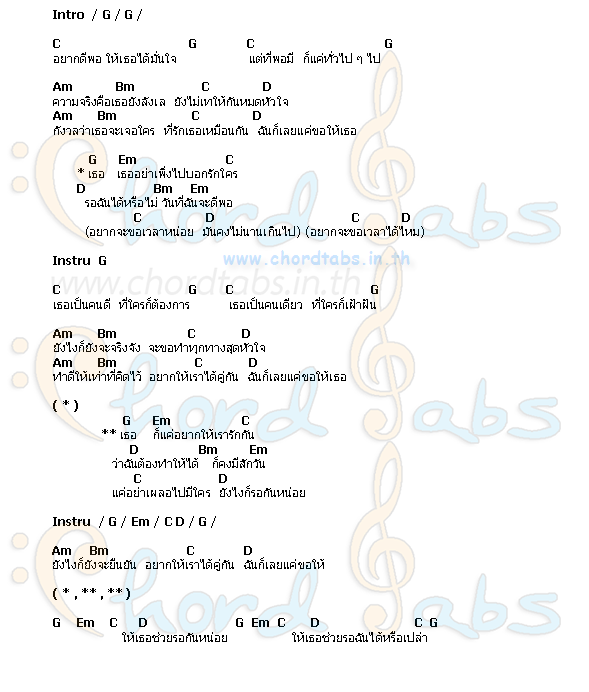 Intro / G / G /
C G C G
อยากดีพอ ให้เธอได้มั่นใจ แต่ที่พอมี ก็แค่ทั่วไป ๆ ไป
Am Bm C D
ความจริงคือเธอยังลังเล ยังไม่เทให้กันหมดหัวใจ
Am Bm C D
กังวลว่าเธอจะเจอใคร ที่รักเธอเหมือนกัน ฉันก็เลยแค่ขอให้เธอ
G Em C
* เธอ เธออย่าเพิ่งไปบอกรักใคร
D Bm Em
รอฉันได้หรือไม่ วันที่ฉันจะดีพอ
C D C D
(อยากจะขอเวลาหน่อย มันคงไม่นานเกินไป) (อยากจะขอเวลาได้ไหม)
www.chordtabs.in.th
Instru G
www.chordtabs.in.th
C G C G
เธอเป็นคนดี ที่ใครก็ต้องการ เธอเป็นคนเดียว ที่ใครก็เฝ้าฝัน
Am Bm C D
ยังไงก็ยังจะจริงจัง จะขอทำทุกทางสุดหัวใจ
Am Bm C D
ทำดีให้เท่าที่คิดไว้ อยากให้เราได้คู่กัน ฉันก็เลยแค่ขอให้เธอ
( * )
G Em C
** เธอ ก็แค่อยากให้เรารักกัน
D Bm Em
ว่าฉันต้องทำให้ได้ ก็คงมีสักวัน
C D
แค่อย่าเผลอไปมีใคร ยังไงก็รอกันหน่อย
Instru / G / Em / C D / G /
Am Bm C D
ยังไงก็ยังจะยืนยัน อยากให้เราได้คู่กัน ฉันก็เลยแค่ขอให้
( * , ** , ** )
G Em C D G Em C D C G
ให้เธอช่วยรอกันหน่อย ให้เธอช่วยรอฉันได้หรือเปล่า